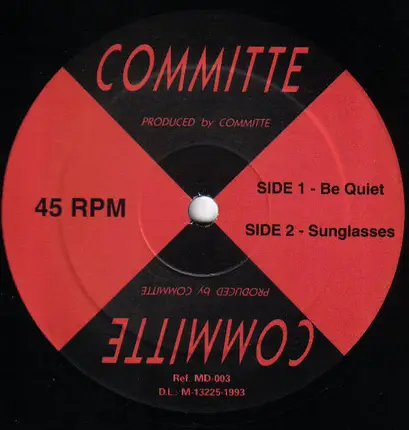 COMMITTE
PRODUCED by COMMITTE
45 RPM
SIDE 1 - Be Quiet
SIDE 2 - Sunglasses
PRODUCED by COMMITTE
COMMITTE
Ref. MD-003
D.L.: M-13225-1993